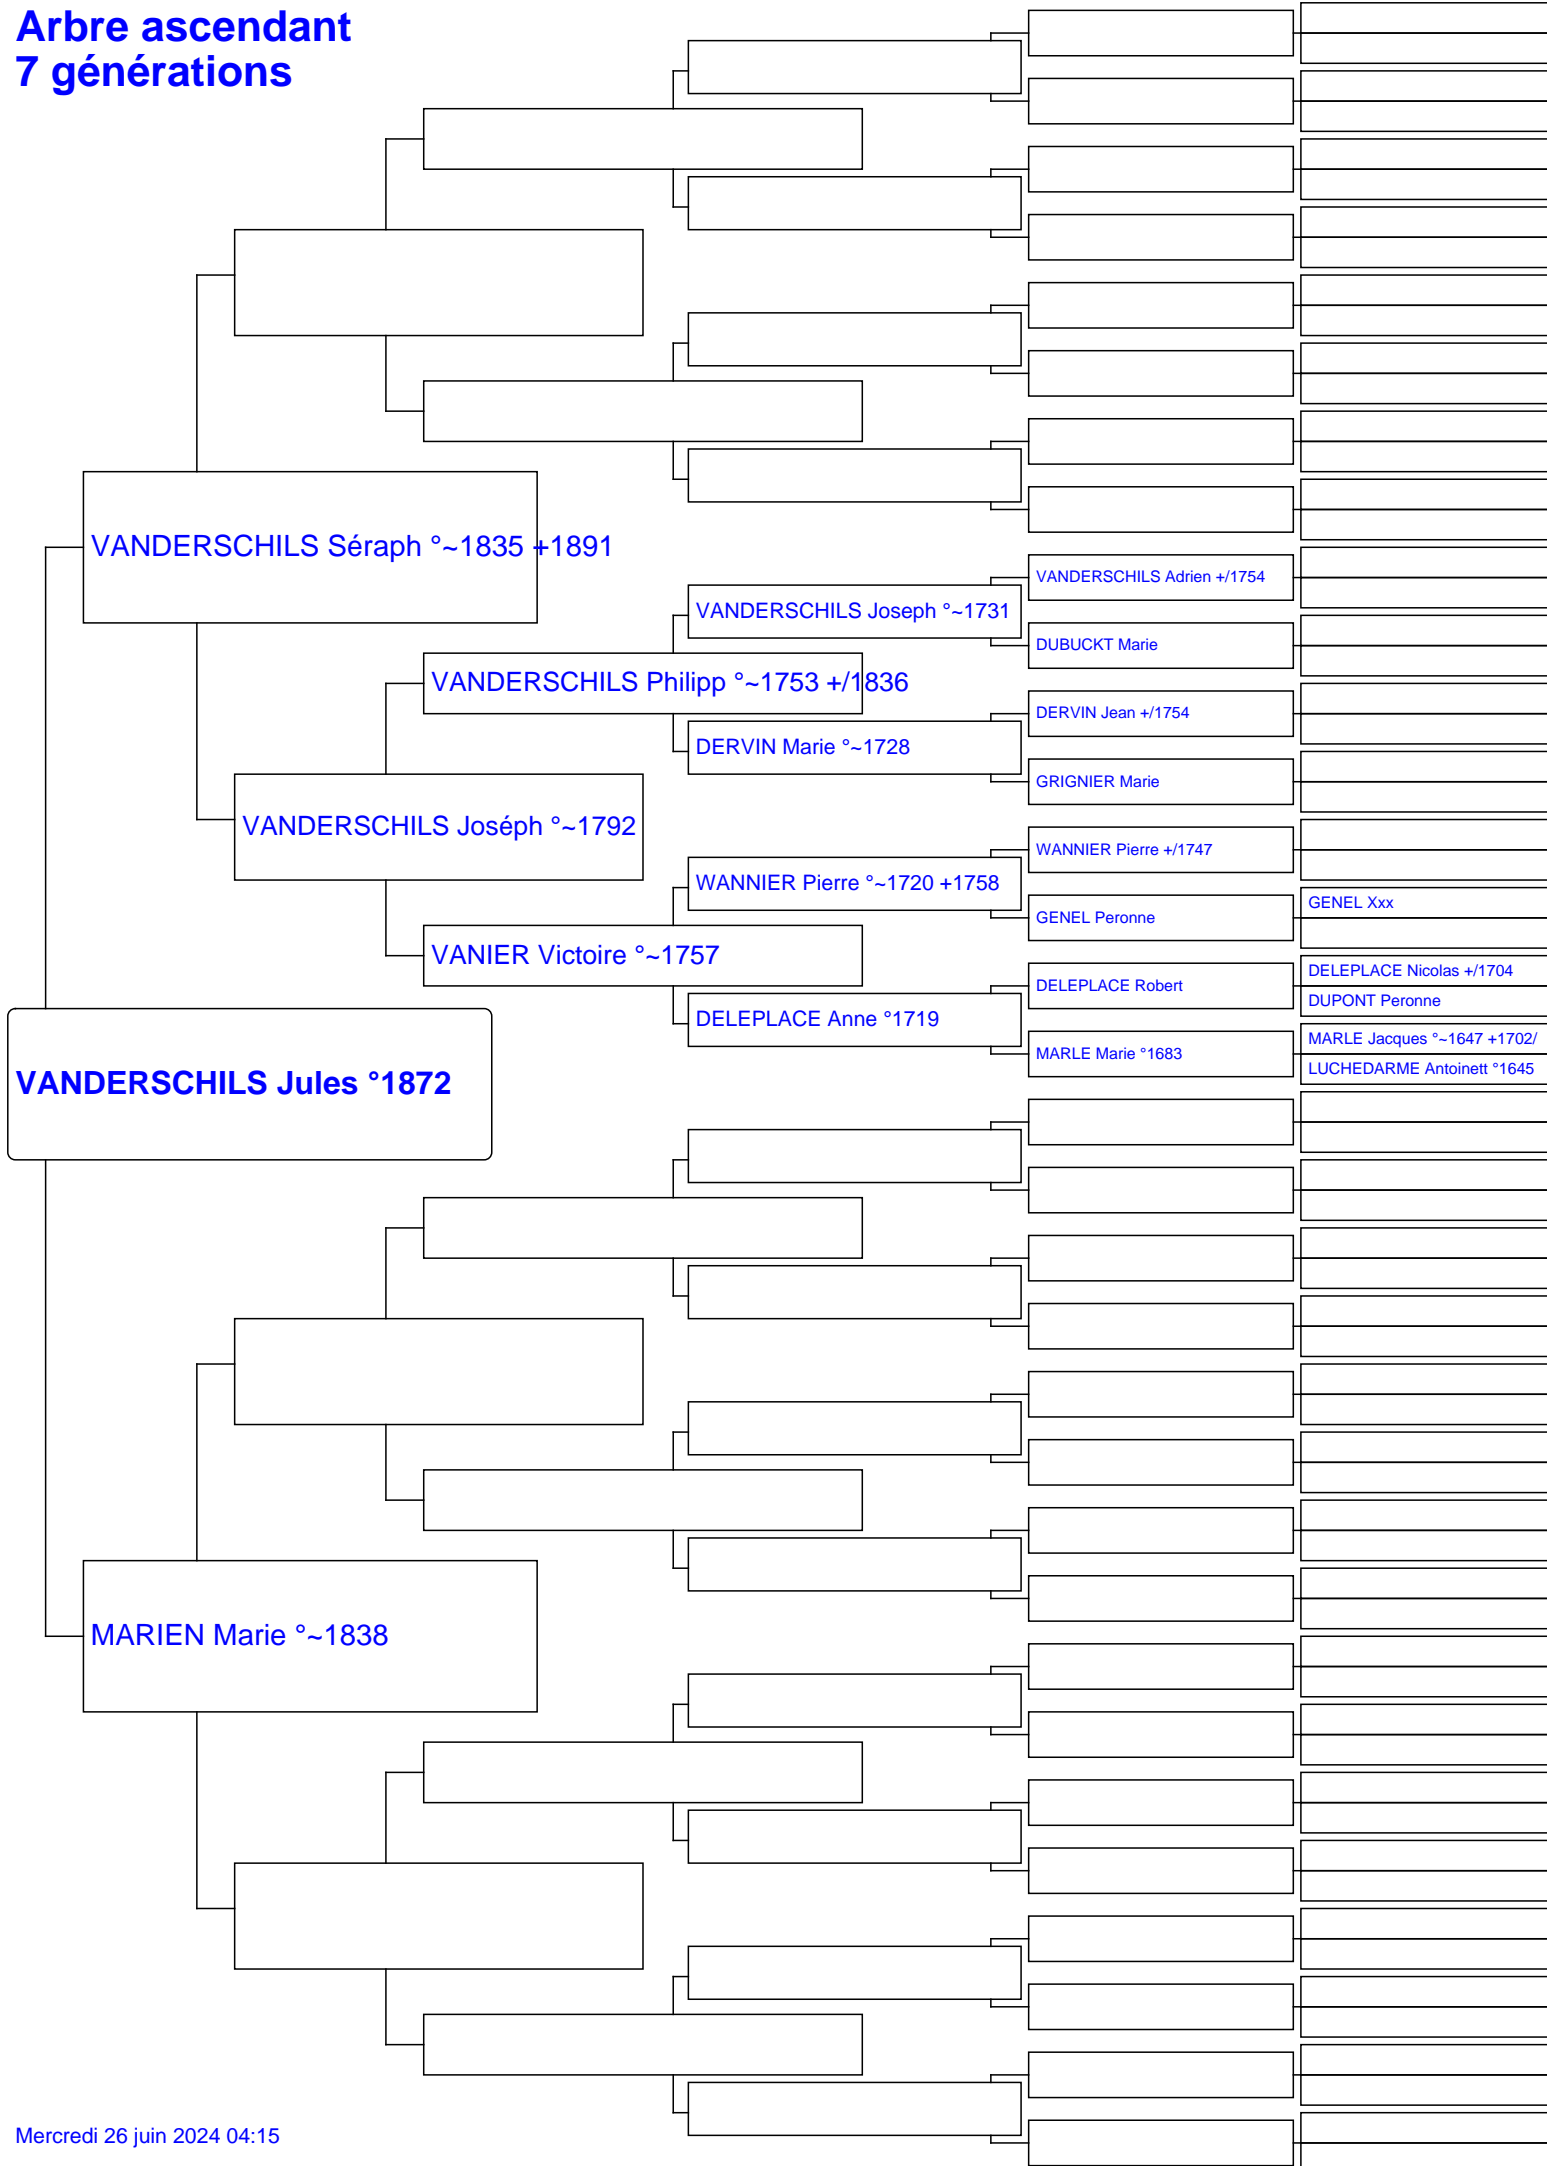 Arbre ascendant
7 générations
VANDERSCHILS Séraph °~1835 +1891
VANDERSCHILS Adrien +/1754
VANDERSCHILS Joseph °~1731
DUBUCKT Marie
VANDERSCHILS Philipp °~1753 +/1836
DERVIN Jean +/1754
DERVIN Marie °~1728
GRIGNIER Marie
VANDERSCHILS Joséph °~1792
WANNIER Pierre +/1747
WANNIER Pierre °~1720 +1758
GENEL Xxx
GENEL Peronne
VANIER Victoire °~1757
DELEPLACE Nicolas +/1704
DELEPLACE Robert
DUPONT Peronne
DELEPLACE Anne °1719
MARLE Jacques °~1647 +1702/
MARLE Marie °1683
LUCHEDARME Antoinett °1645
VANDERSCHILS Jules °1872
MARIEN Marie °~1838
Mercredi 26 juin 2024 04:15